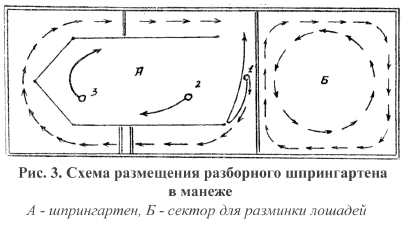 А
Б
1
2
3
Рис. 3. Схема размещения разборного шпрингартена
в манеже
А - шпрингартен, Б - сектор для разминки лошадей